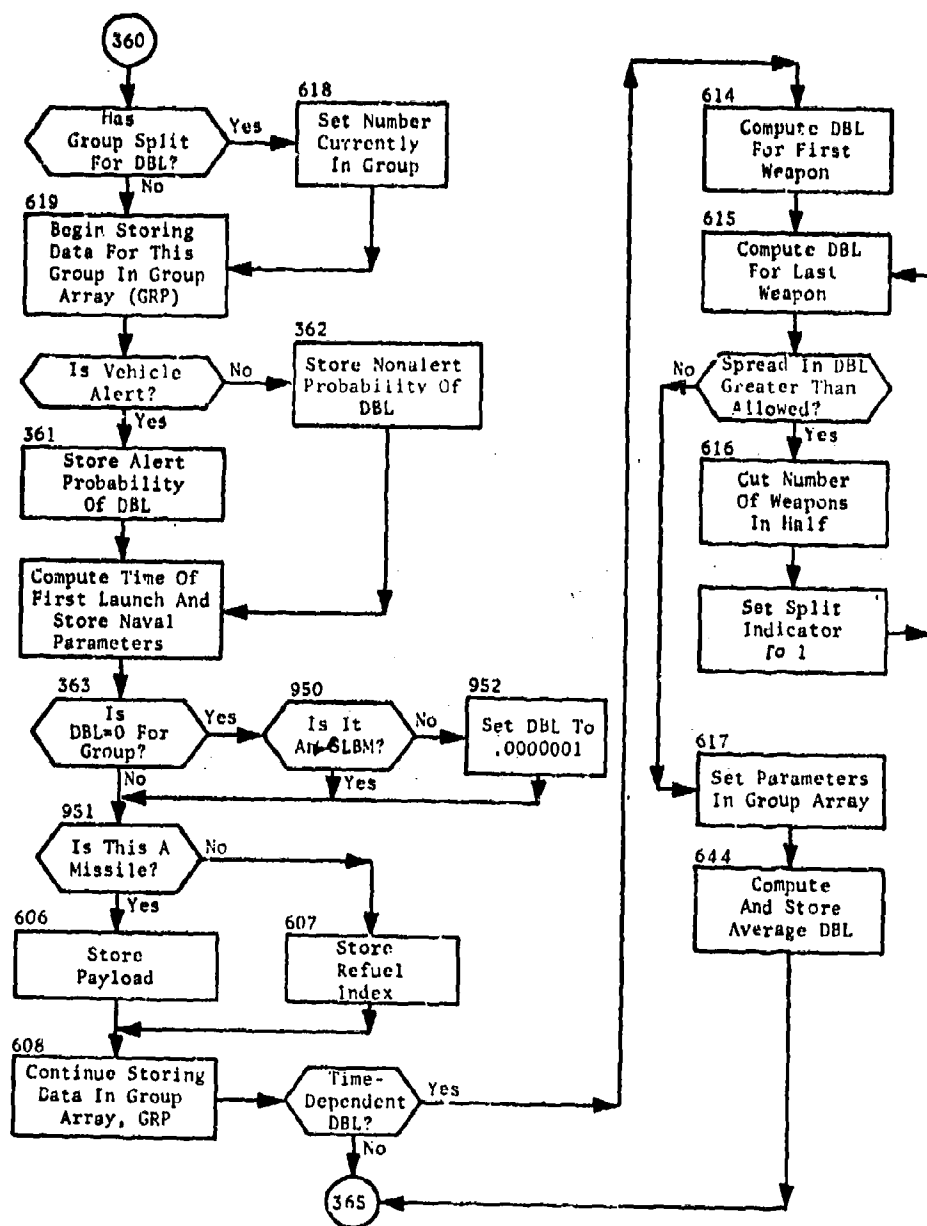 360
Has
Group Split
For DBL?
Yes
No
618
Set Number
Currently
In Group
619
Begin Storing
Data For This
Group In Group
Array (GRP)
Is Vehicle
Alert?
No
Yes
362
Store Nonalert
Probability Of
DBL
361
Store Alert
Probability
Of DBL
Compute Time Of
First Launch And
Store Naval
Parameters
363
Is
DBL=0 For
Group?
Yes
No
950
Is It
An SLBM?
No
Yes
952
Set DBL To
.0000001
951
Is This A
Missile?
No
Yes
606
Store
Payload
607
Store
Refuel
Index
608
Continue Storing
Data In Group
Array, GRP
Time-
Dependent
DBL?
Yes
No
365
614
Compute DBL
For First
Weapon
615
Compute DBL
For Last
Weapon
Spread In DBL
Greater Than
Allowed?
No
Yes
616
Cut Number
Of Weapons
In Half
Set Split
Indicator
To 1
617
Set Parameters
In Group Array
644
Compute
And Store
Average DBL